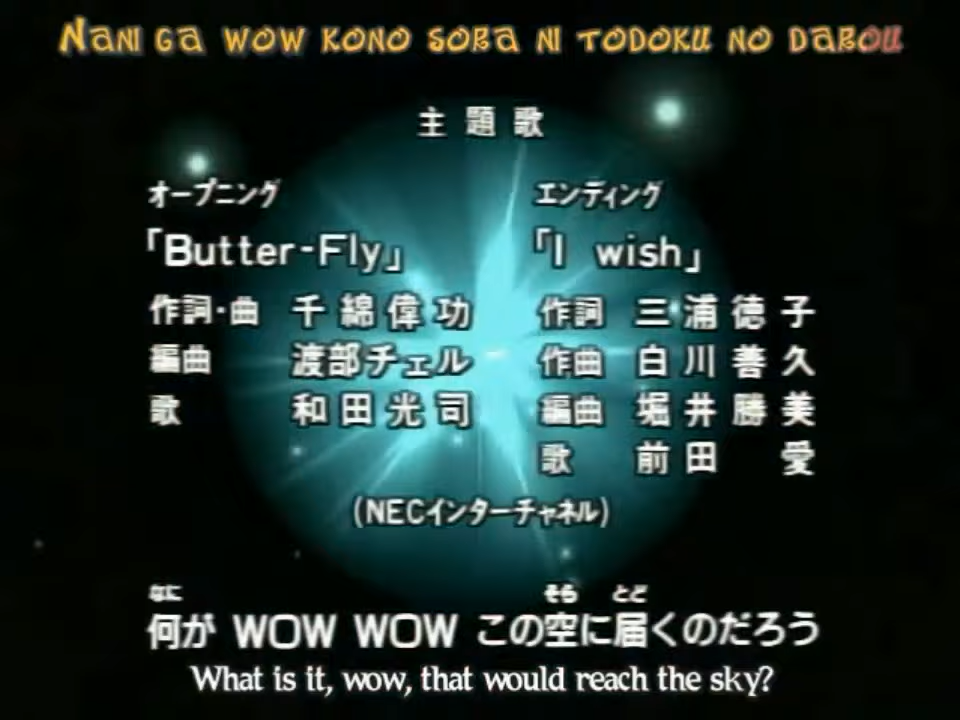 Nani ga wow kono sora ni todoku no darou
主題歌
オープニング
「Butter-Fly」
作詞・曲 千綿偉功
編曲 渡部チェル
歌 和田光司
エンディング
「I wish」
作詞 三浦徳子
作曲 白川善久
編曲 堀井勝美
歌 前田 愛
(NECインターチャネル)
なに そら とど
何が WOW WOW この空に届くのだろう
What is it, wow, that would reach the sky?